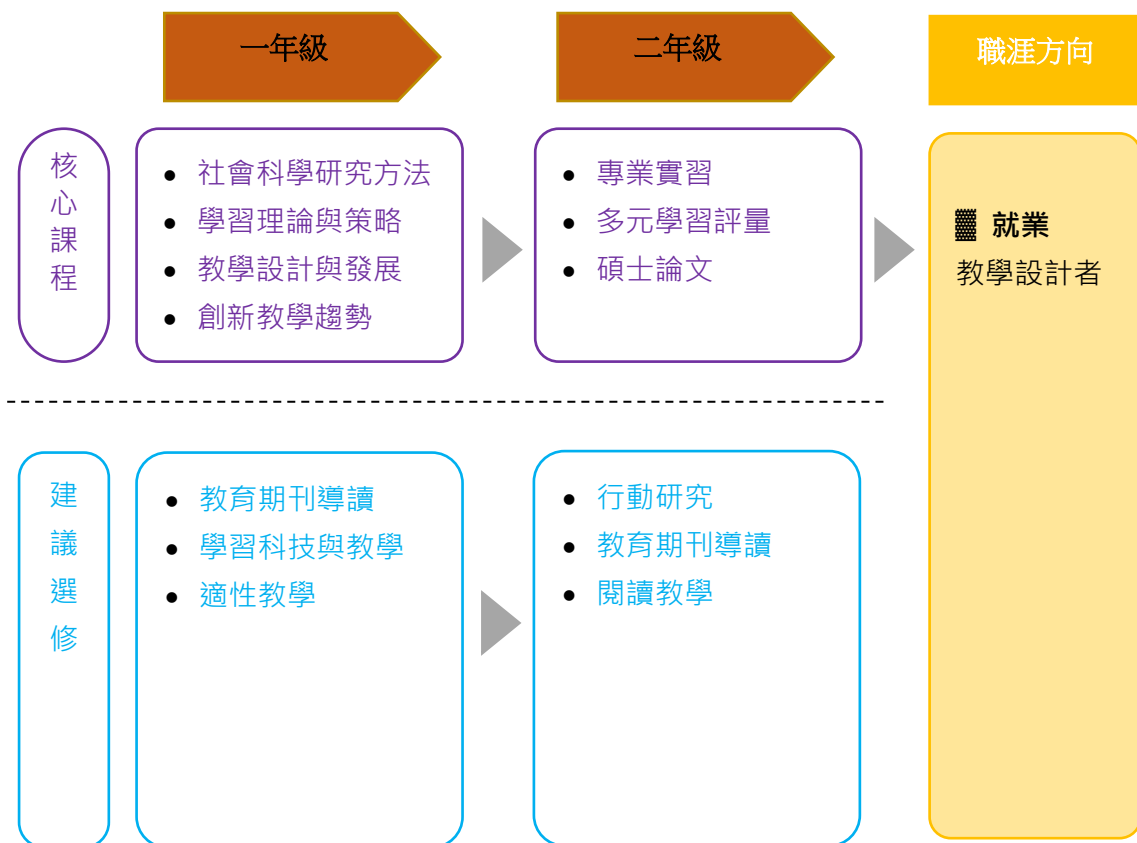 一年級
二年級
職涯方向
核心課程
● 社會科學研究方法
● 學習理論與策略
● 教學設計與發展
● 創新教學趨勢
● 專業實習
● 多元學習評量
● 碩士論文
▓ 就業
教學設計者
建議選修
● 教育期刊導讀
● 學習科技與教學
● 適性教學
● 行動研究
● 教育期刊導讀
● 閱讀教學